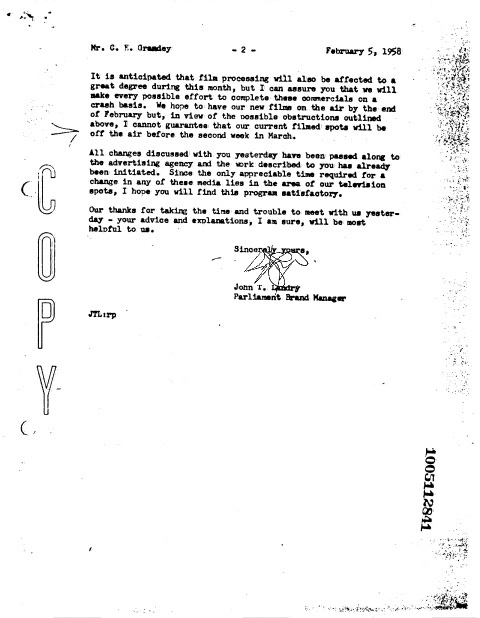 Mr. C. E. Grandey - 2 - February 5, 1958
It is anticipated that film processing will also be affected to a
great degree during this month, but I can assure you that we will
make every possible effort to complete these commercials on a
crash basis. We hope to have our new films on the air by the end
of February but, in view of the possible obstructions outlined
above, I cannot guarantee that our current filmed spots will be
off the air before the second week in March.
All changes discussed with you yesterday have been passed along to
the advertising agency and the work described to you has already
been initiated. Since the only appreciable time required for a
change in any of these media lies in the area of our television
spots, I hope you will find this program satisfactory.
Our thanks for taking the time and trouble to meet with us yester-
day - your advice and explanations, I am sure, will be most
helpful to us.
Sincerely yours,
John T. Landry
Parliament Brand Manager
JTL:rp
COPY
1005112841